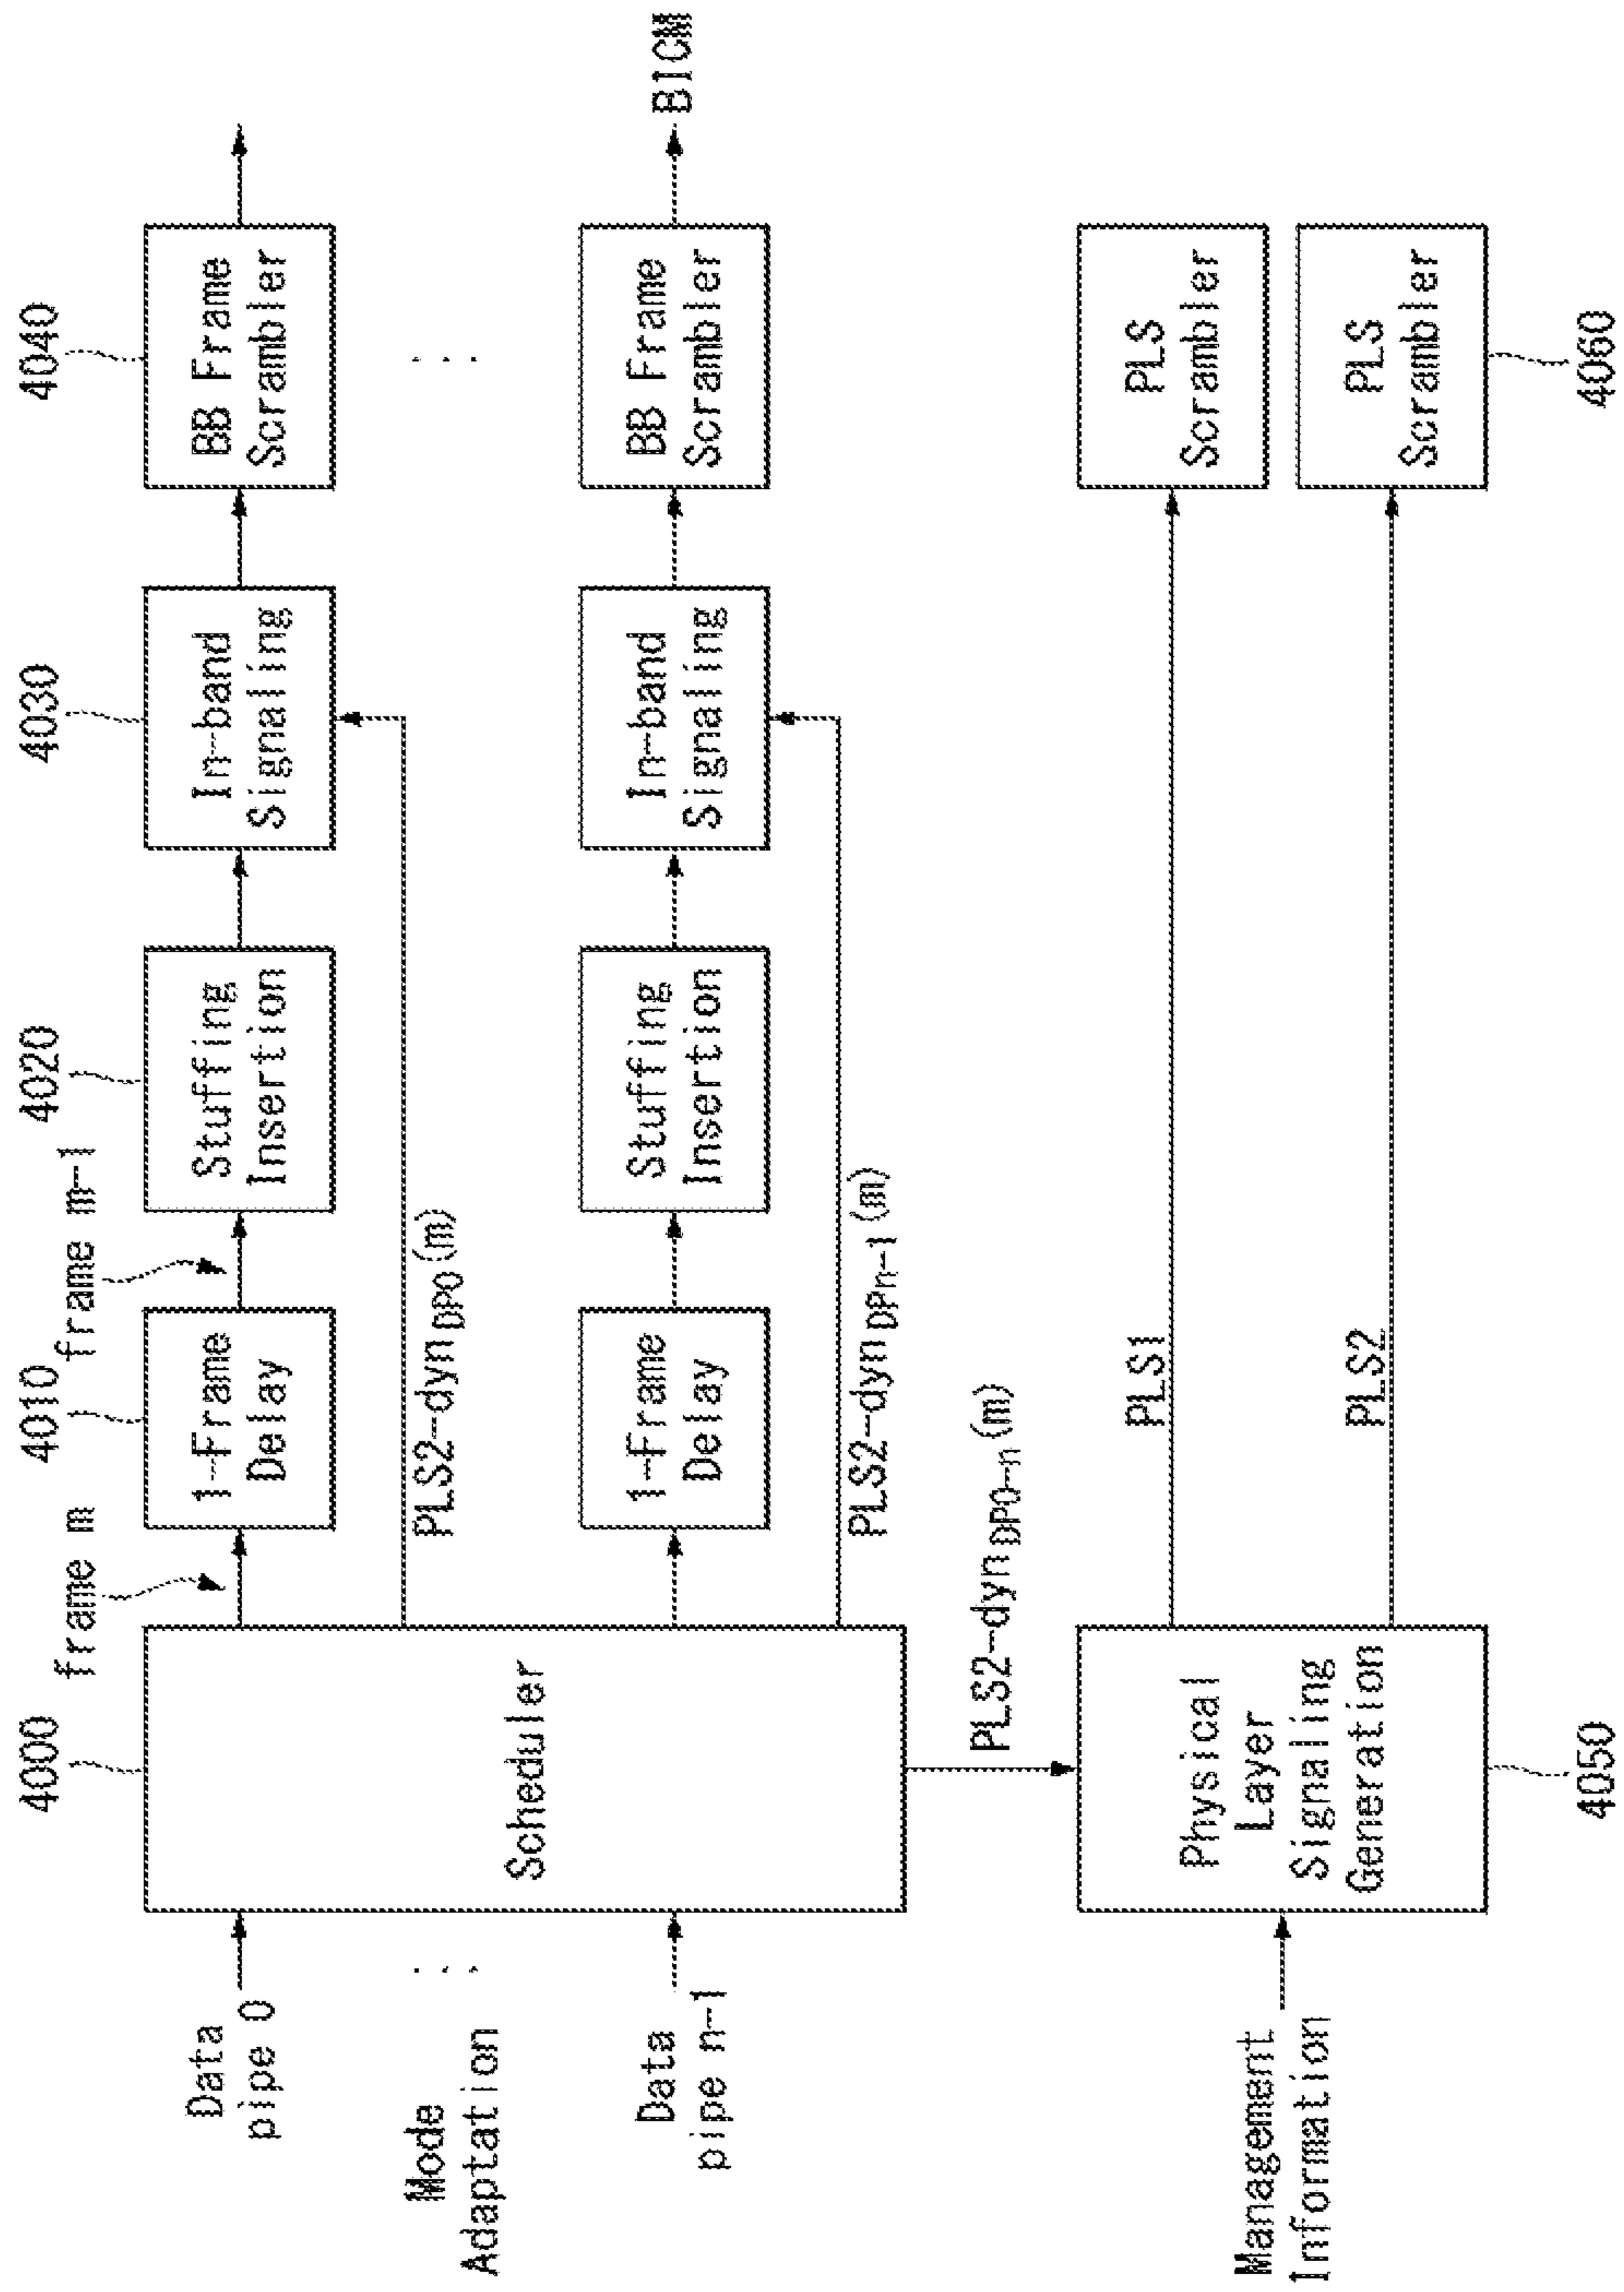 4000
4010
4020
4030
4040
frame m
frame m-1
Data
pipe 0
Mode
Adaptation
Data
pipe n-1
Scheduler
1-Frame
Delay
Stuffing
Insertion
In-band
Signaling
BB Frame
Scrambler
PLS2-dyn DP0 (m)
1-Frame
Delay
Stuffing
Insertion
In-band
Signaling
BB Frame
Scrambler
BICM
PLS2-dyn DPn-1 (m)
PLS2-dyn DP0-n (m)
Management
Information
Physical
Layer
Signaling
Generation
PLS1
PLS
Scrambler
PLS2
PLS
Scrambler
4050
4060